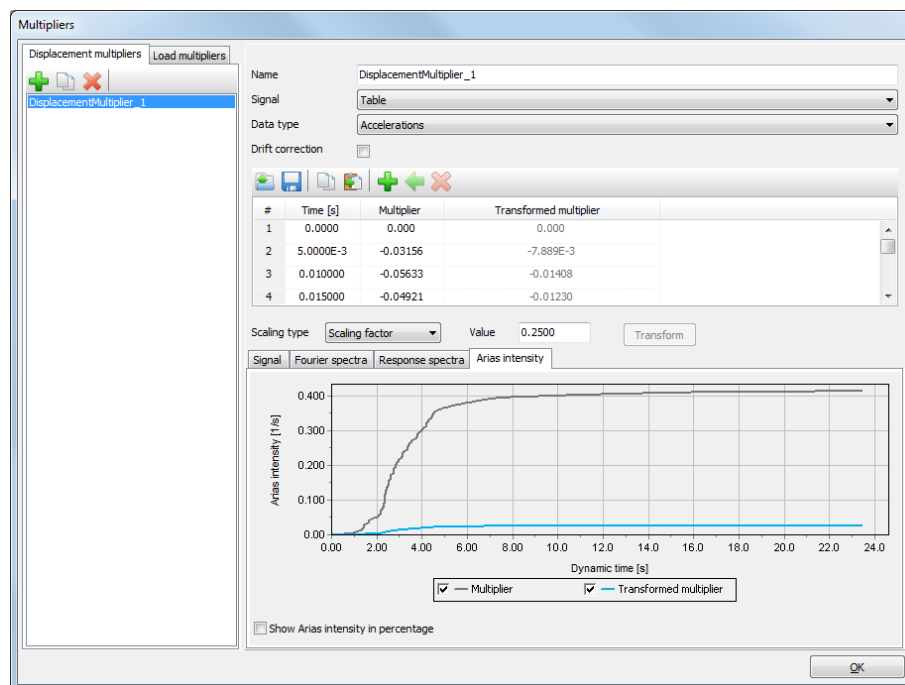 Multipliers
Displacement multipliers Load multipliers
DisplacementMultiplier_1
Name DisplacementMultiplier_1
Signal Table
Data type Accelerations
Drift correction
# Time [s] Multiplier Transformed multiplier
1 0.0000 0.000 0.000
2 5.0000E-3 -0.03156 -7.889E-3
3 0.010000 -0.05633 -0.01408
4 0.015000 -0.04921 -0.01230
Scaling type Scaling factor Value 0.2500 Transform
Signal Fourier spectra Response spectra Arias intensity
Arias intensity [1/s]
0.400
0.300
0.200
0.100
0.00
0.00 2.00 4.00 6.00 8.00 10.0 12.0 14.0 16.0 18.0 20.0 22.0 24.0
Dynamic time [s]
Multiplier Transformed multiplier
Show Arias intensity in percentage
OK